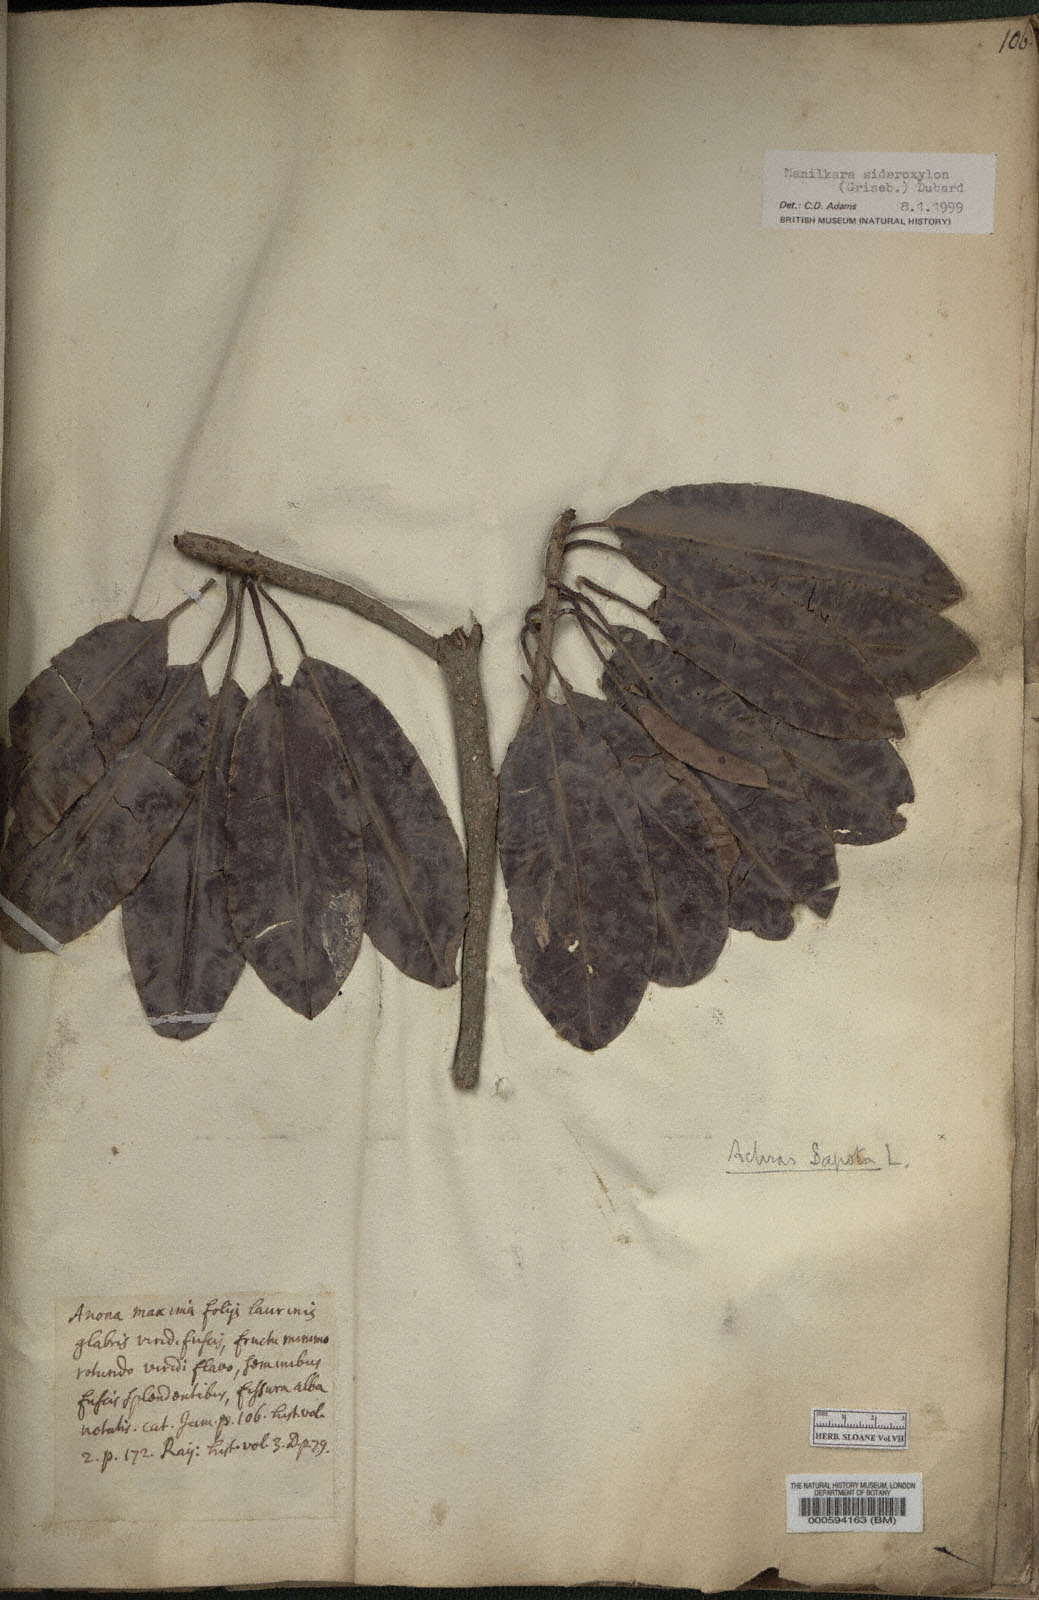 106.
Manilkara sideroxylon
(Griseb.) Dubard
Det.: C.D. Adams 8.1.1999
BRITISH MUSEUM (NATURAL HISTORY)
Achras Sapota L.
Anona maxima folijs laurinis
glabris viridi fuscis, fructu minimo
rotundo viridi flavo, seminibus
fuscis splendentibus, fissura alba
notatis. cat. Jam. p. 106. hist. vol.
2. p. 172. Raij: hist. vol. 3. D. p. 79.
HERB. SLOANE Vol. VII
THE NATURAL HISTORY MUSEUM, LONDON
DEPARTMENT OF BOTANY
000594163 (BM)